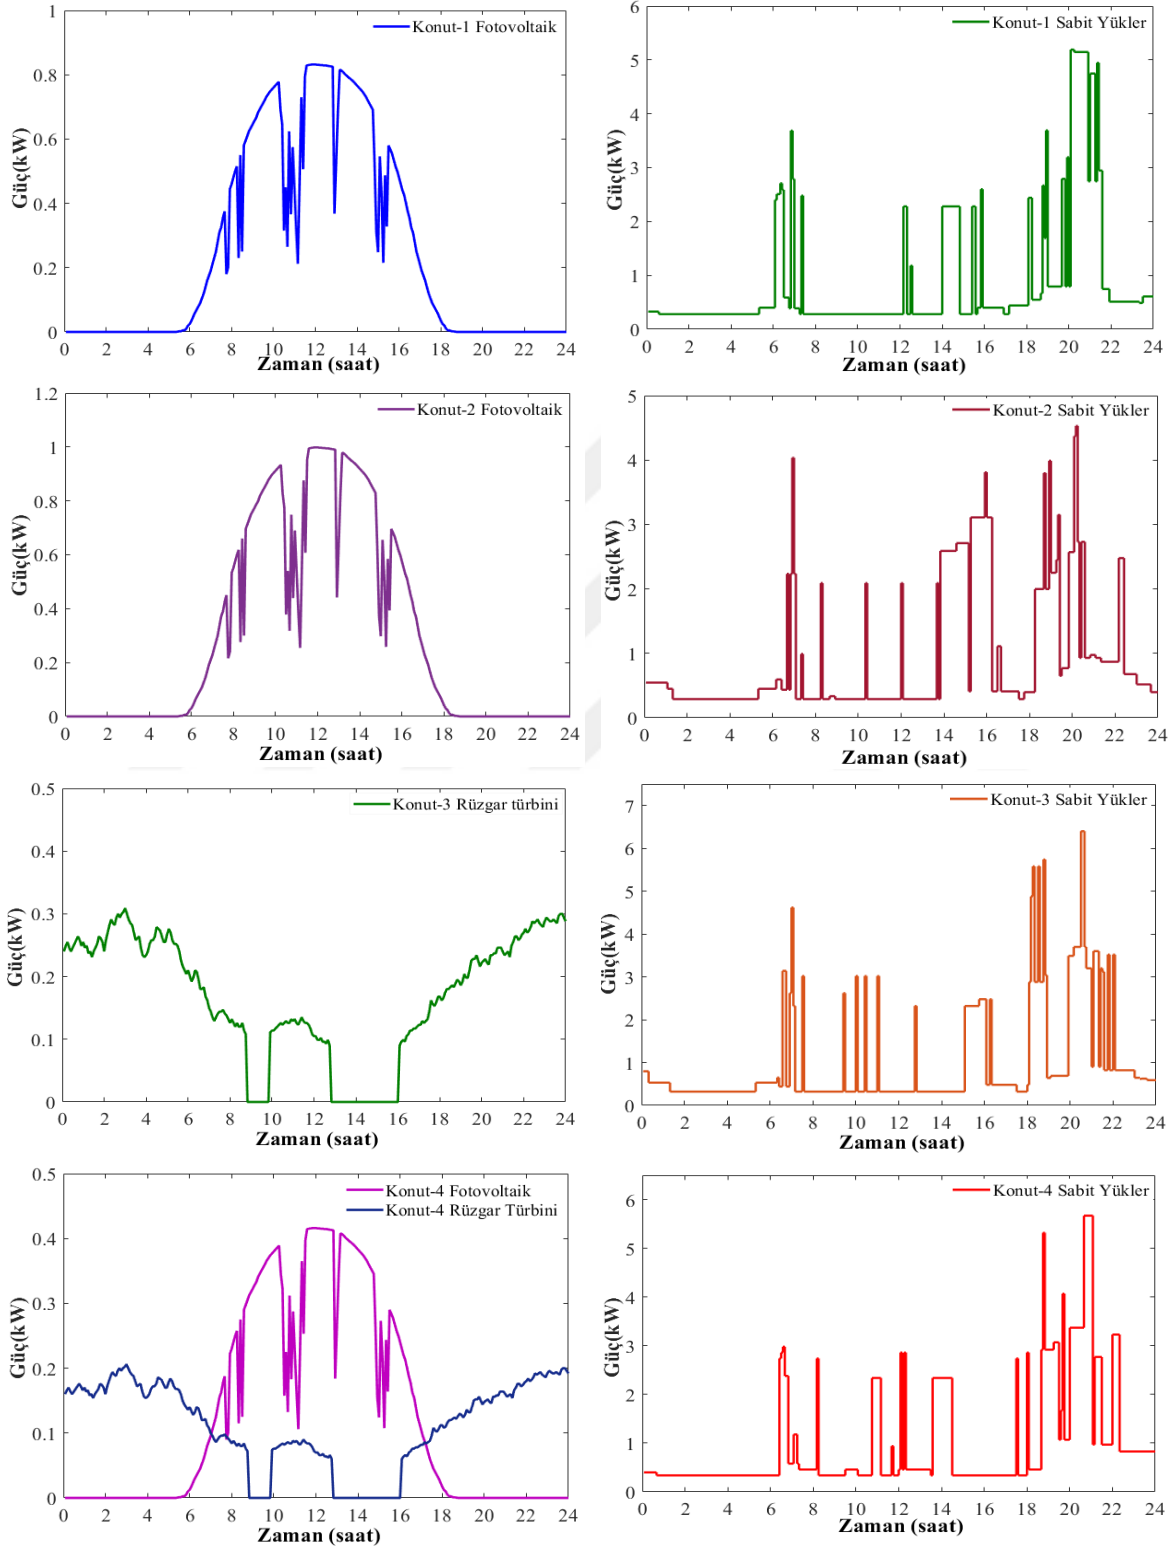 Konut-1 Fotovoltaik
Güç(kW)
1
0.8
0.6
0.4
0.2
0
0 2 4 6 8 10 12 14 16 18 20 22 24
Zaman (saat)
Konut-1 Sabit Yükler
Güç(kW)
6
5
4
3
2
1
0
0 2 4 6 8 10 12 14 16 18 20 22 24
Zaman (saat)
Konut-2 Fotovoltaik
Güç(kW)
1.2
1
0.8
0.6
0.4
0.2
0
0 2 4 6 8 10 12 14 16 18 20 22 24
Zaman (saat)
Konut-2 Sabit Yükler
Güç(kW)
5
4
3
2
1
0
0 2 4 6 8 10 12 14 16 18 20 22 24
Zaman (saat)
Konut-3 Rüzgar türbini
Güç(kW)
0.5
0.4
0.3
0.2
0.1
0
0 2 4 6 8 10 12 14 16 18 20 22 24
Zaman (saat)
Konut-3 Sabit Yükler
Güç(kW)
7
6
5
4
3
2
1
0
0 2 4 6 8 10 12 14 16 18 20 22 24
Zaman (saat)
Konut-4 Fotovoltaik
Konut-4 Rüzgar Türbini
Güç(kW)
0.5
0.4
0.3
0.2
0.1
0
0 2 4 6 8 10 12 14 16 18 20 22 24
Zaman (saat)
Konut-4 Sabit Yükler
Güç(kW)
6
5
4
3
2
1
0
0 2 4 6 8 10 12 14 16 18 20 22 24
Zaman (saat)